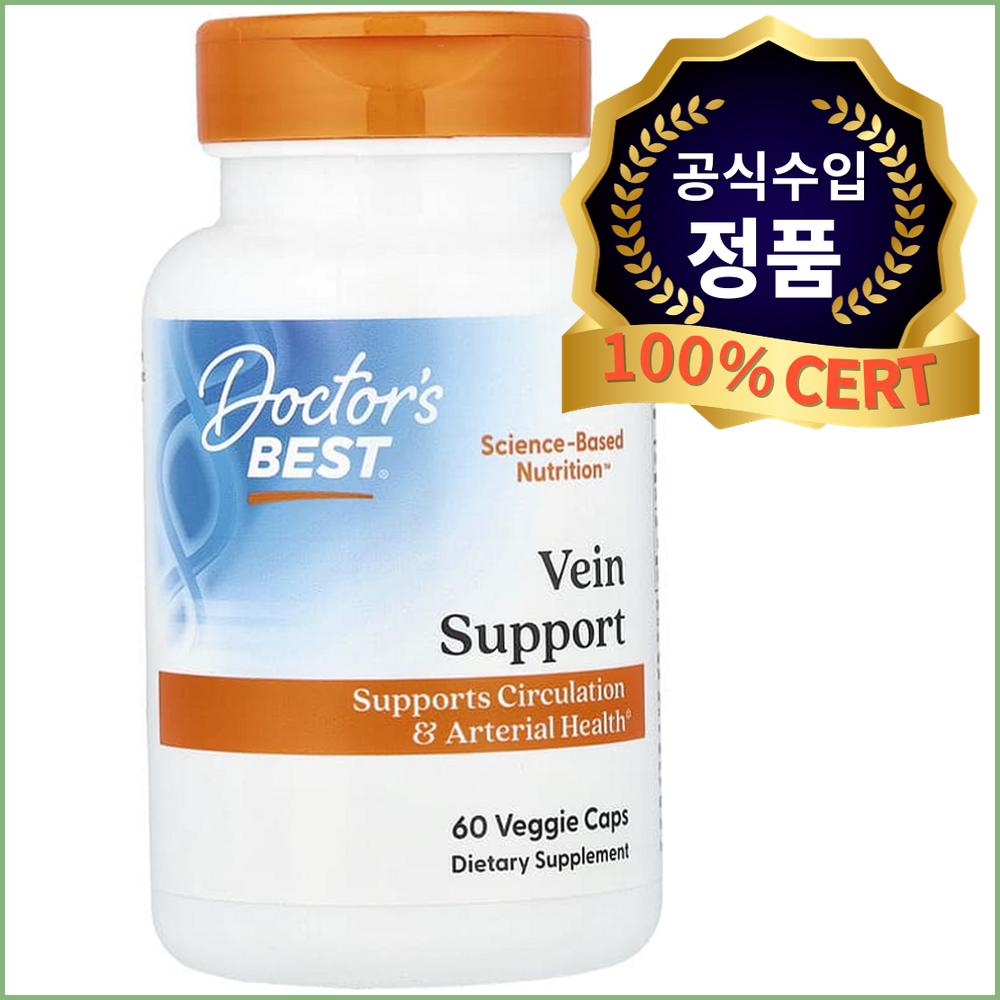 공식수입
정품
100% CERT
Doctor's
BEST®
Science-Based
Nutrition™
Vein
Support
Supports Circulation
& Arterial Health
60 Veggie Caps
Dietary Supplement